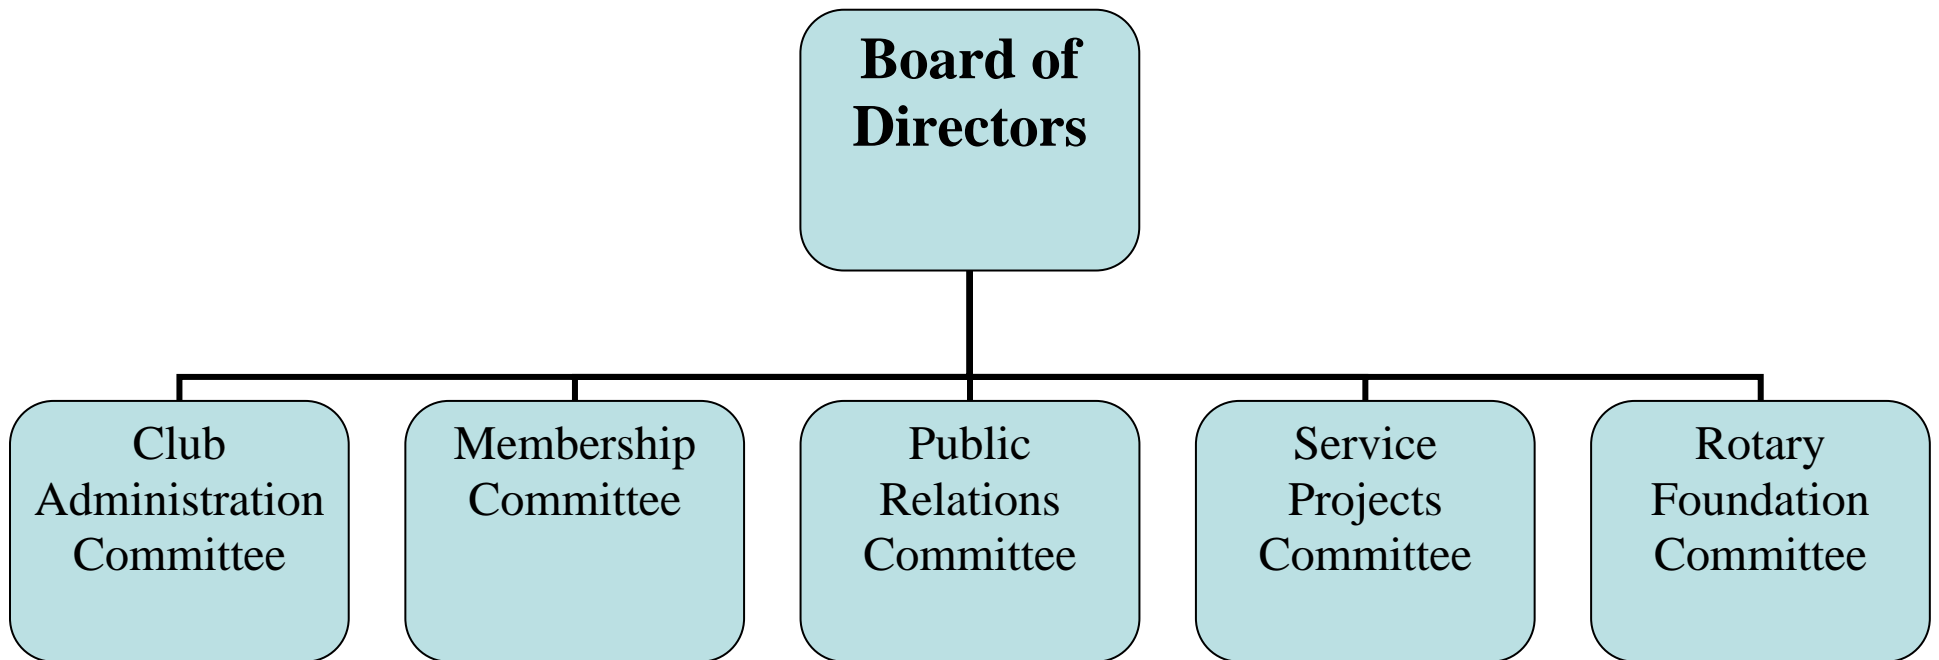 Board of
Directors
Club
Administration
Committee
Membership
Committee
Public
Relations
Committee
Service
Projects
Committee
Rotary
Foundation
Committee